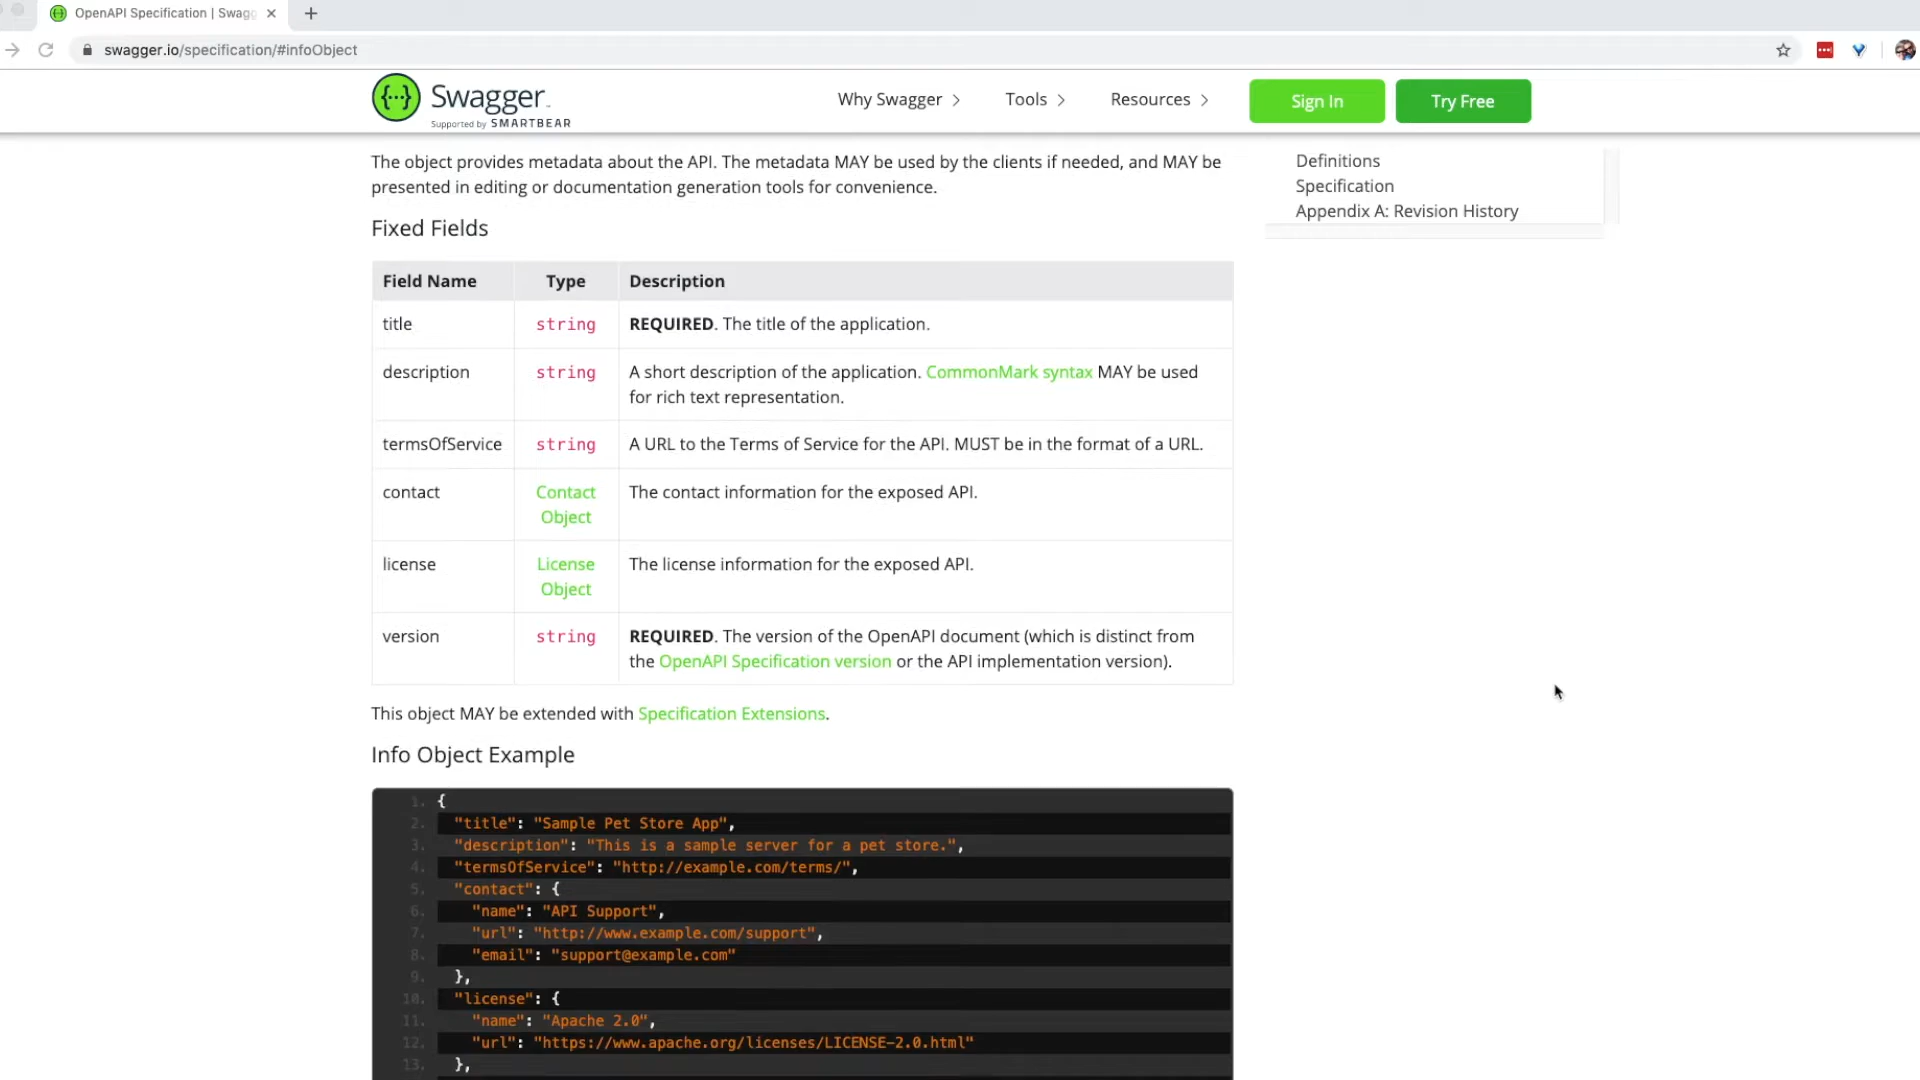 OpenAPI Specification | Swagg
swagger.io/specification/#infoObject
Swagger
Supported by SMARTBEAR
Why Swagger
Tools
Resources
Sign In
Try Free
The object provides metadata about the API. The metadata MAY be used by the clients if needed, and MAY be
presented in editing or documentation generation tools for convenience.
Definitions
Specification
Appendix A: Revision History
Fixed Fields
Field Name Type Description
title string REQUIRED. The title of the application.
description string A short description of the application. CommonMark syntax MAY be used
for rich text representation.
termsOfService string A URL to the Terms of Service for the API. MUST be in the format of a URL.
contact Contact The contact information for the exposed API.
Object
license License The license information for the exposed API.
Object
version string REQUIRED. The version of the OpenAPI document (which is distinct from
the OpenAPI Specification version or the API implementation version).
This object MAY be extended with Specification Extensions.
Info Object Example
1. {
2. "title": "Sample Pet Store App",
3. "description": "This is a sample server for a pet store.",
4. "termsOfService": "http://example.com/terms/",
5. "contact": {
6. "name": "API Support",
7. "url": "http://www.example.com/support",
8. "email": "support@example.com"
9. },
10. "license": {
11. "name": "Apache 2.0",
12. "url": "https://www.apache.org/licenses/LICENSE-2.0.html"
13. },